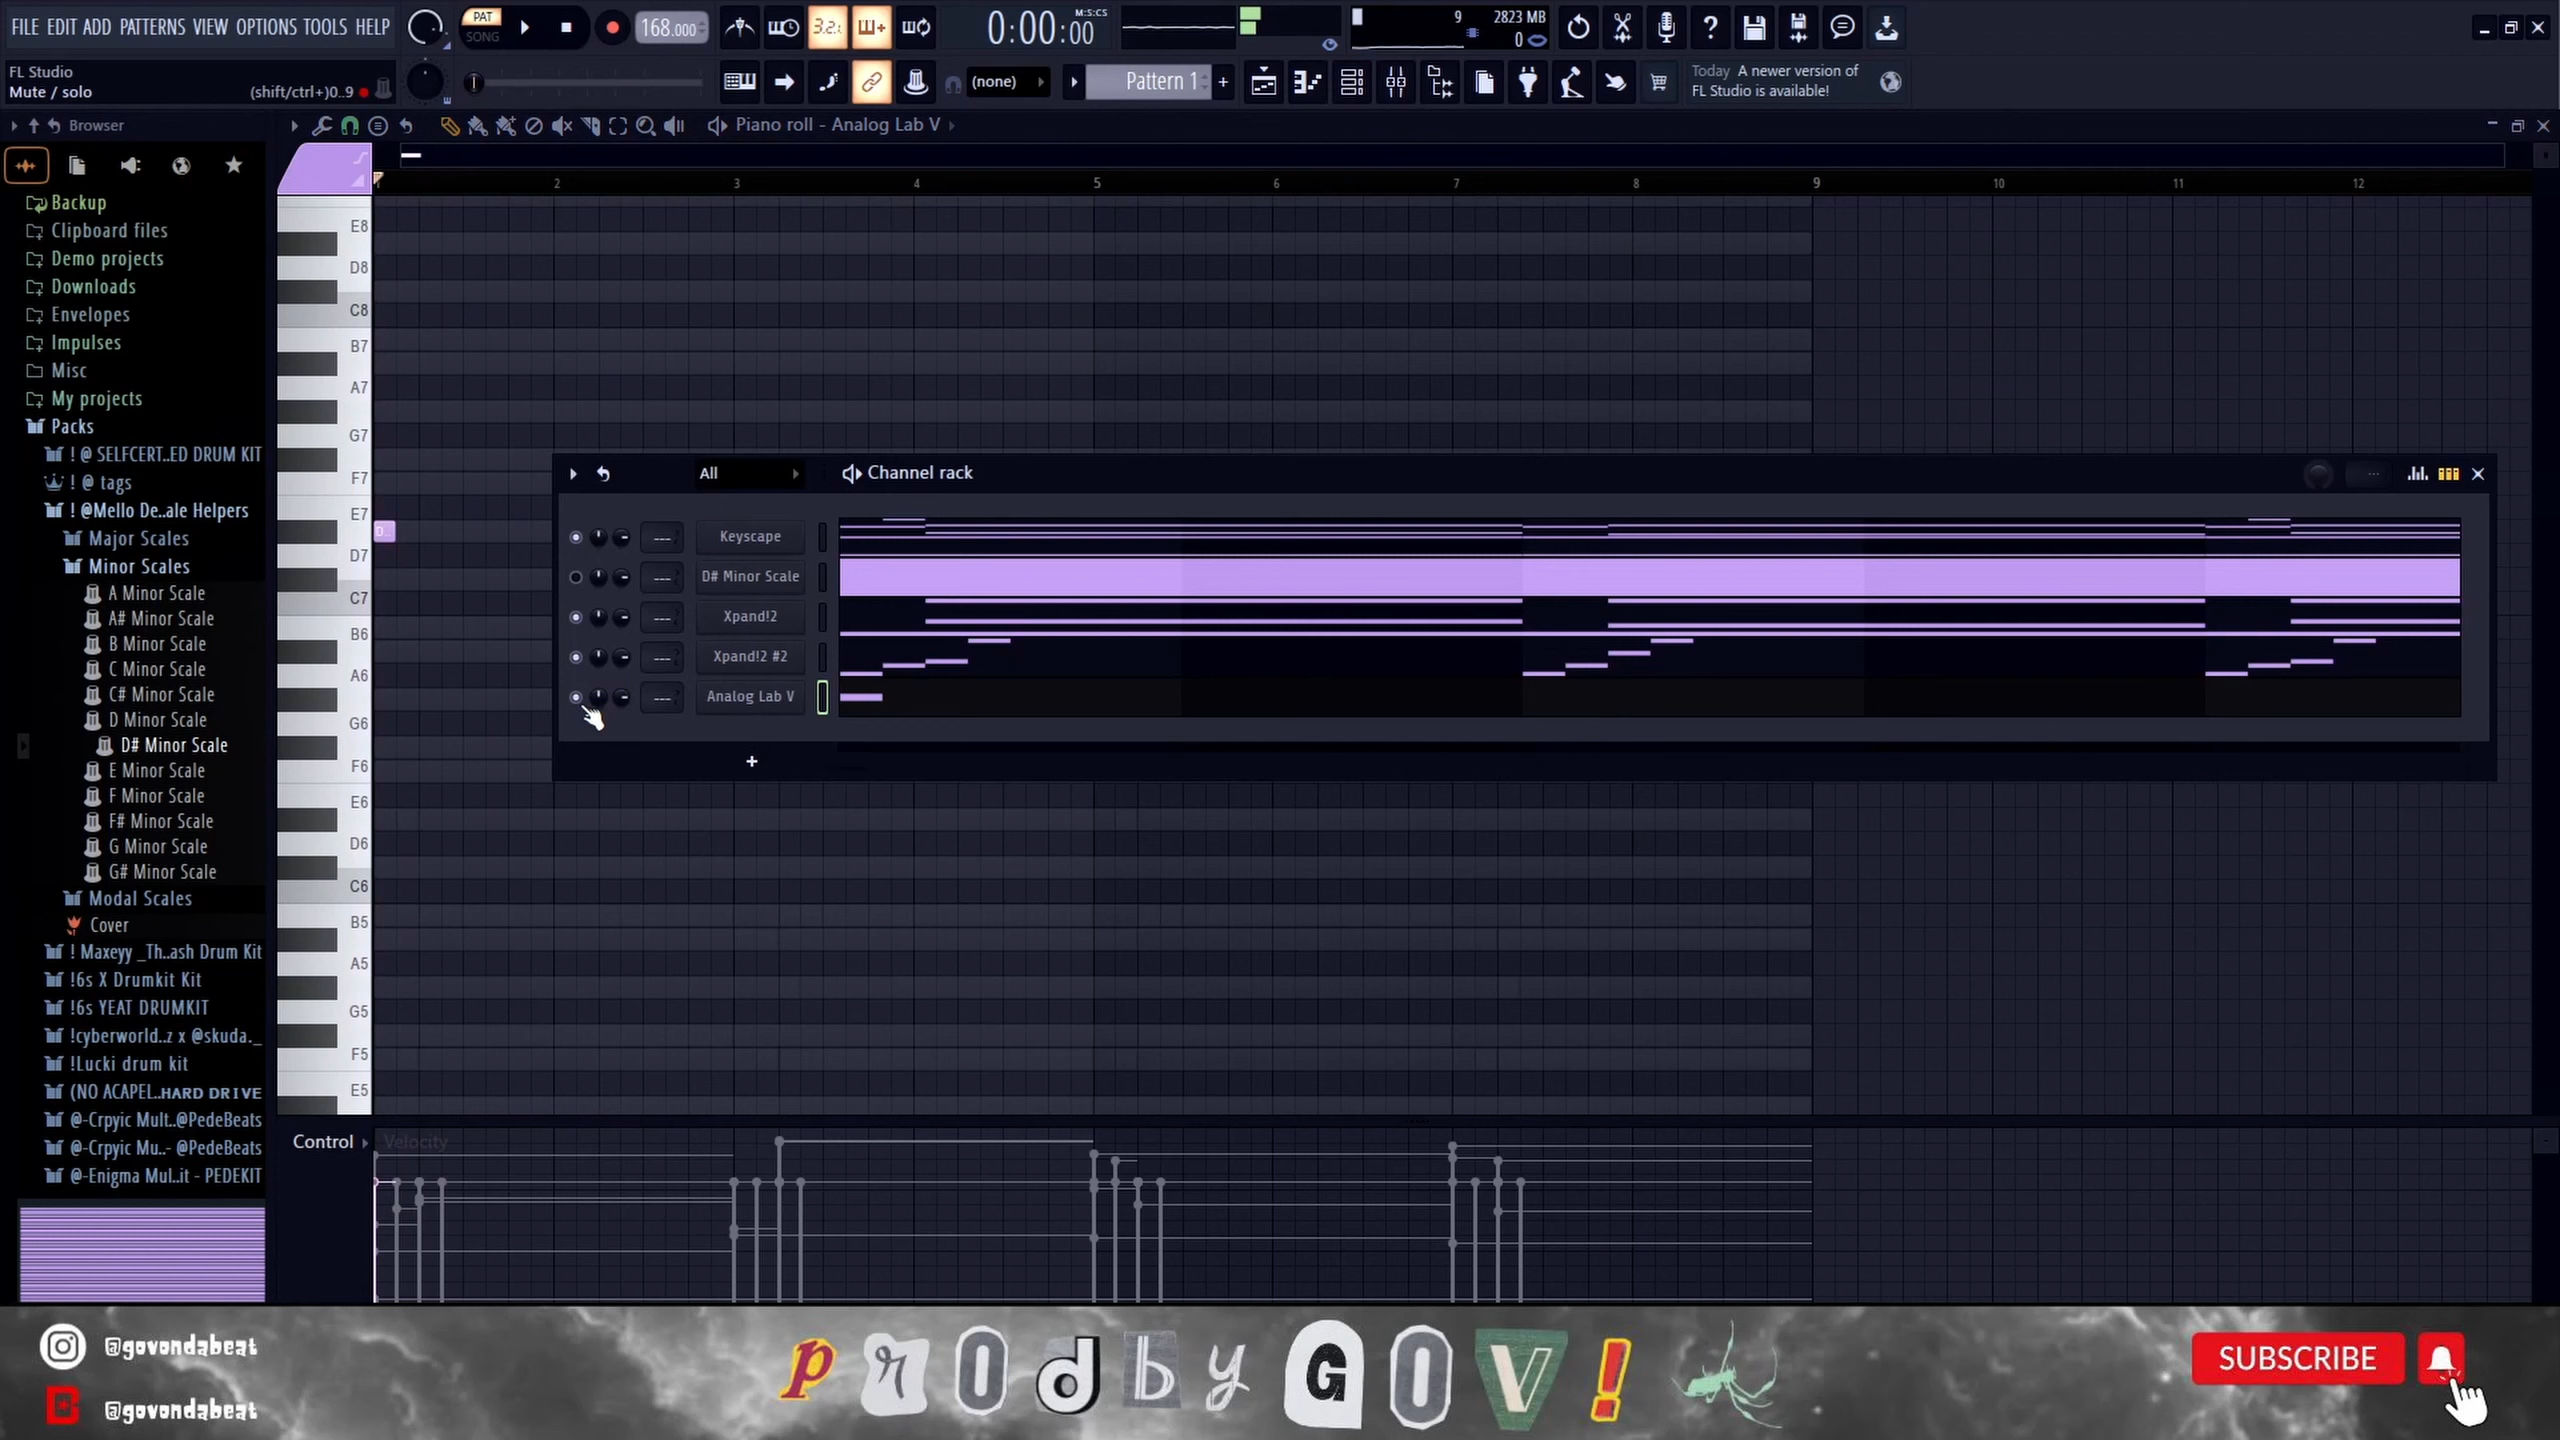 FILE EDIT ADD PATTERNS VIEW OPTIONS TOOLS HELP
PAT
SONG
168.000
3.2.
0:00:00
M:S:CS
9
2823 MB
0
FL Studio
Mute / solo
(shift/ctrl+)0..9
(none)
Pattern 1
+
Today A newer version of
FL Studio is available!
Browser
Piano roll - Analog Lab V
Backup
Clipboard files
Demo projects
Downloads
Envelopes
Impulses
Misc
My projects
Packs
! @ SELFCERT..ED DRUM KIT
! @ tags
! @Mello De..ale Helpers
Major Scales
Minor Scales
A Minor Scale
A# Minor Scale
B Minor Scale
C Minor Scale
C# Minor Scale
D Minor Scale
D# Minor Scale
E Minor Scale
F Minor Scale
F# Minor Scale
G Minor Scale
G# Minor Scale
Modal Scales
Cover
! Maxeyy _Th..ash Drum Kit
!6s X Drumkit Kit
!6s YEAT DRUMKIT
!cyberworld..z x @skuda._
!Lucki drum kit
(NO ACAPEL..HARD DRIVE
@-Crpyic Mult..@PedeBeats
@-Crpyic Mu..- @PedeBeats
@-Enigma Mul..it - PEDEKIT
1 2 3 4 5 6 7 8 9 10 11 12
E8
D8
C8
B7
A7
G7
F7
E7
D..
D7
C7
B6
A6
G6
F6
E6
D6
C6
B5
A5
G5
F5
E5
All
Channel rack
Keyscape
D# Minor Scale
Xpand!2
Xpand!2 #2
Analog Lab V
+
Control
Velocity
@govondabeat
@govondabeat
prodby GOV!
SUBSCRIBE